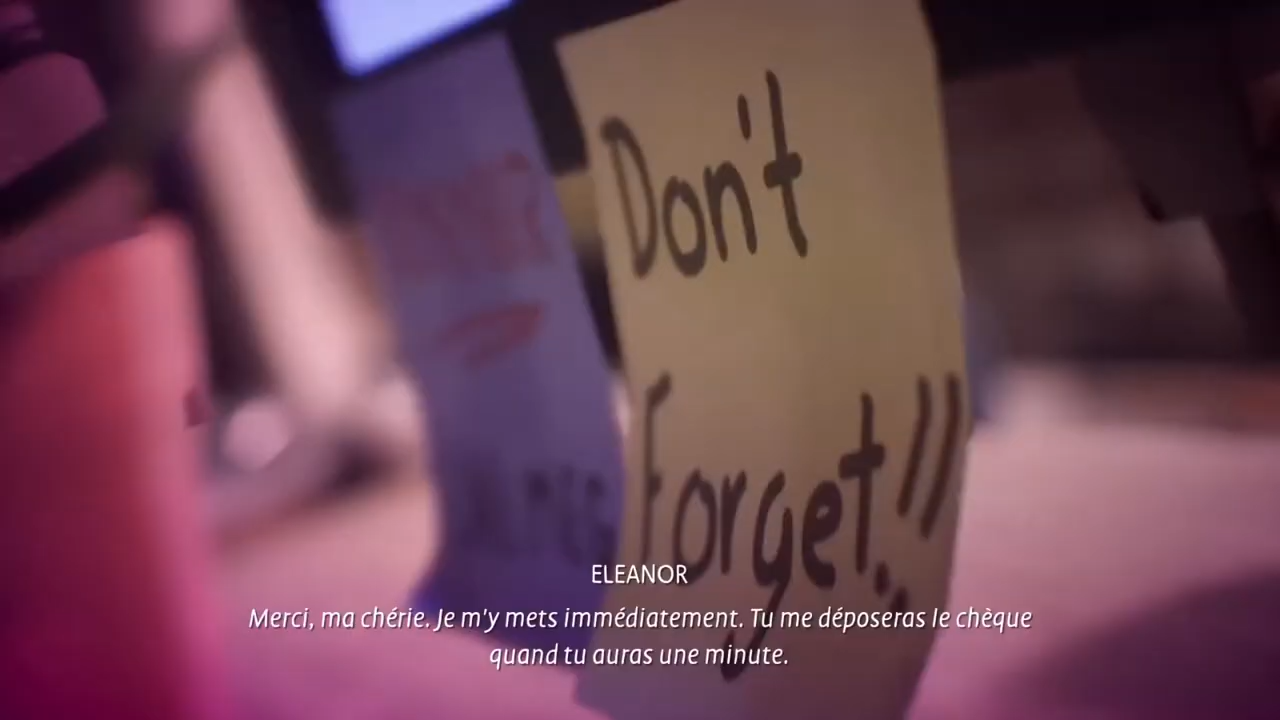 Don't
Forget!!
ELEANOR
Merci, ma chérie. Je m'y mets immédiatement. Tu me déposeras le chèque
quand tu auras une minute.